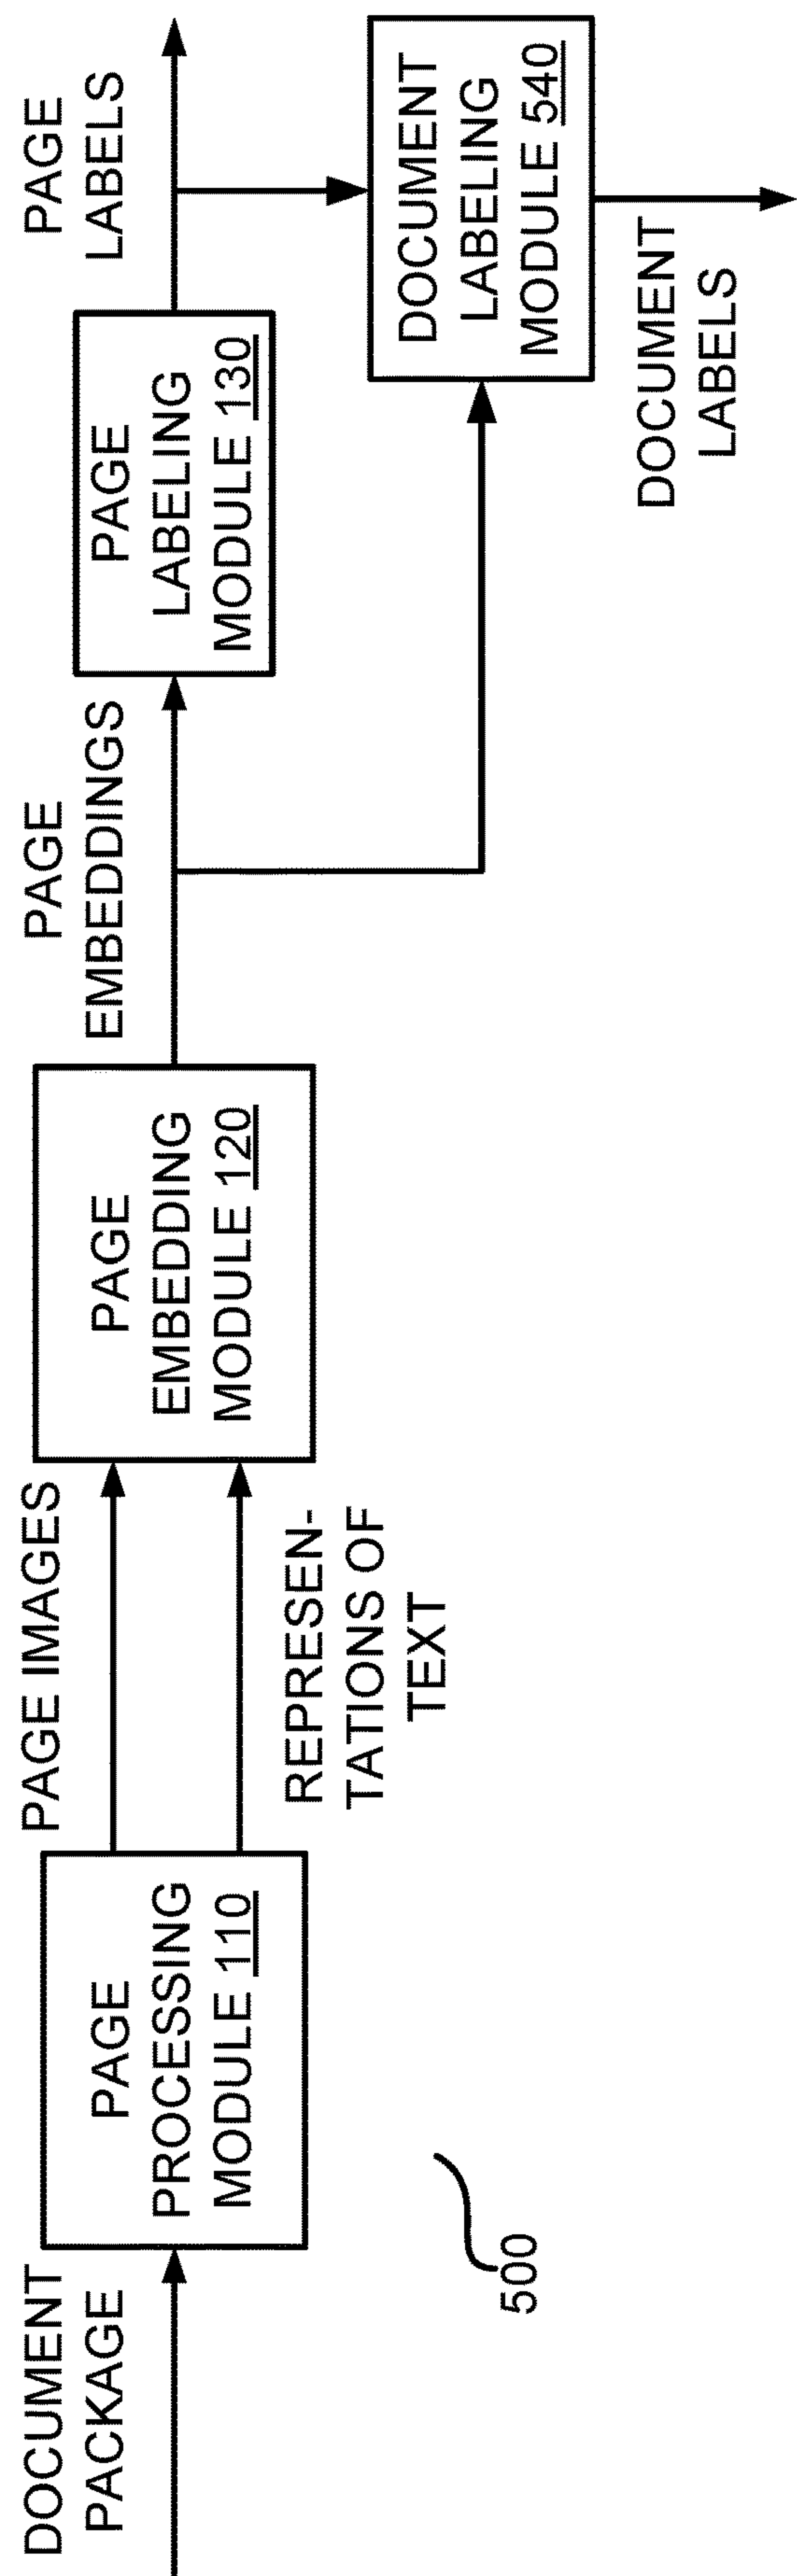 DOCUMENT
PACKAGE
PAGE
PROCESSING
MODULE 110
PAGE IMAGES
REPRESEN-
TATIONS OF
TEXT
PAGE
EMBEDDING
MODULE 120
PAGE
EMBEDDINGS
PAGE
LABELING
MODULE 130
PAGE
LABELS
DOCUMENT
LABELING
MODULE 540
DOCUMENT
LABELS
500